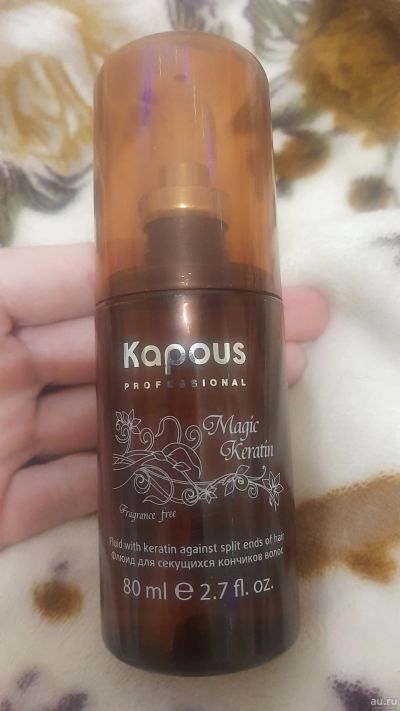 Kapous
PROFESSIONAL
Magic
Keratin
Fragrance free
Fluid with keratin against split ends of hair
Флюид для секущихся кончиков волос
80 ml e 2.7 fl. oz.
au.ru